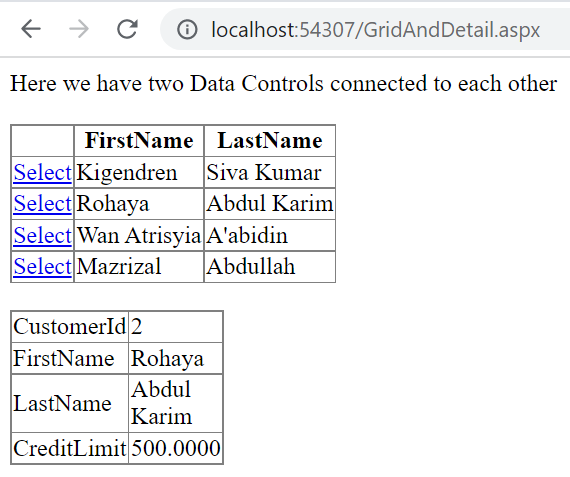 localhost:54307/GridAndDetail.aspx
Here we have two Data Controls connected to each other
FirstName LastName
Select Kigendren Siva Kumar
Select Rohaya Abdul Karim
Select Wan Atrisyia A'abidin
Select Mazrizal Abdullah
CustomerId 2
FirstName Rohaya
LastName Abdul
Karim
CreditLimit 500.0000